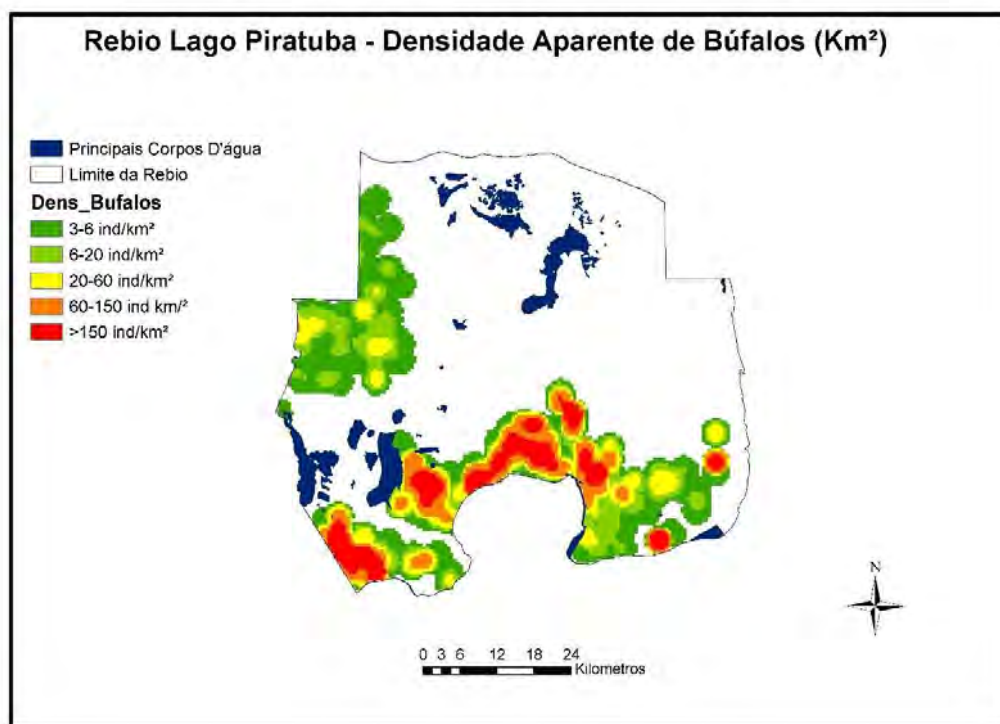 Rebio Lago Piratuba - Densidade Aparente de Búfalos (Km²)
Principais Corpos D'água
Limite da Rebio
Dens_Bufalos
3-6 ind/km²
6-20 ind/km²
20-60 ind/km²
60-150 ind km/²
>150 ind/km²
N
0 3 6 12 18 24
Kilometros